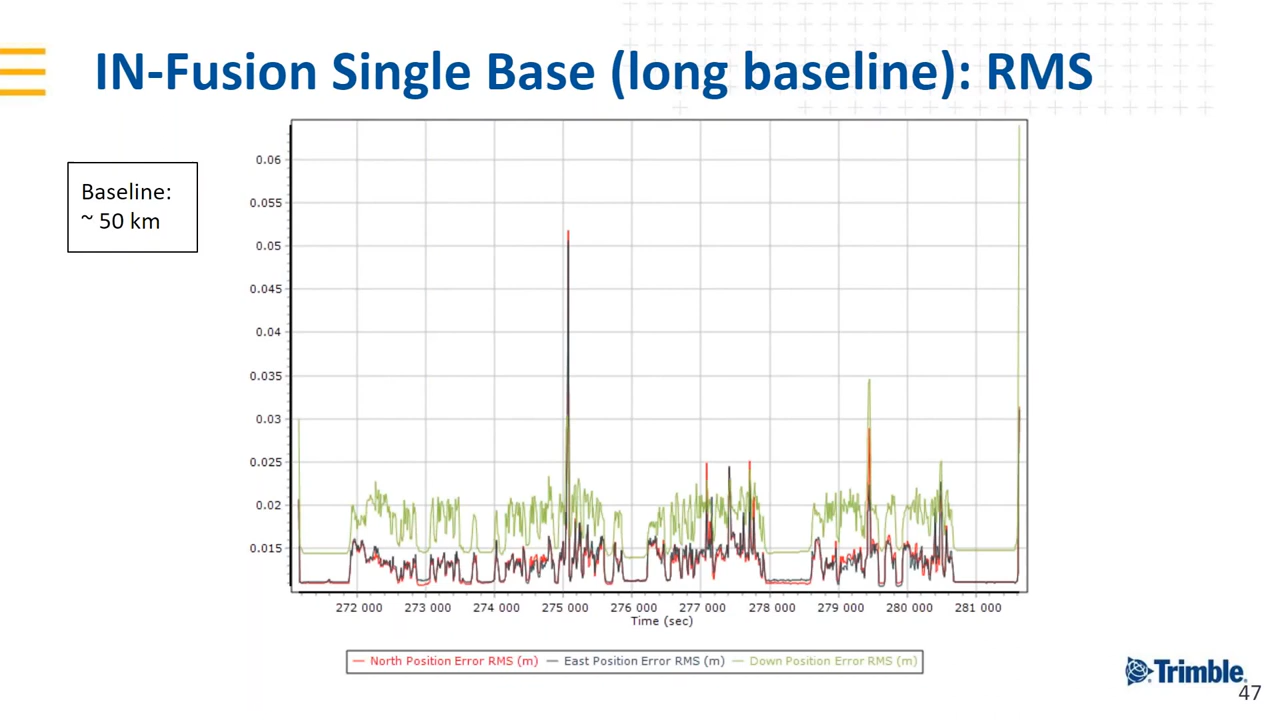 IN-Fusion Single Base (long baseline): RMS
Baseline:
~ 50 km
0.06
0.055
0.05
0.045
0.04
0.035
0.03
0.025
0.02
0.015
272 000 273 000 274 000 275 000 276 000 277 000 278 000 279 000 280 000 281 000
Time (sec)
North Position Error RMS (m) East Position Error RMS (m) Down Position Error RMS (m)
Trimble.
47